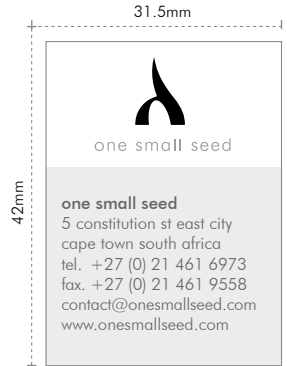 31.5mm
42mm
one small seed
one small seed
5 constitution st east city
cape town south africa
tel. +27 (0) 21 461 6973
fax. +27 (0) 21 461 9558
contact@onesmallseed.com
www.onesmallseed.com